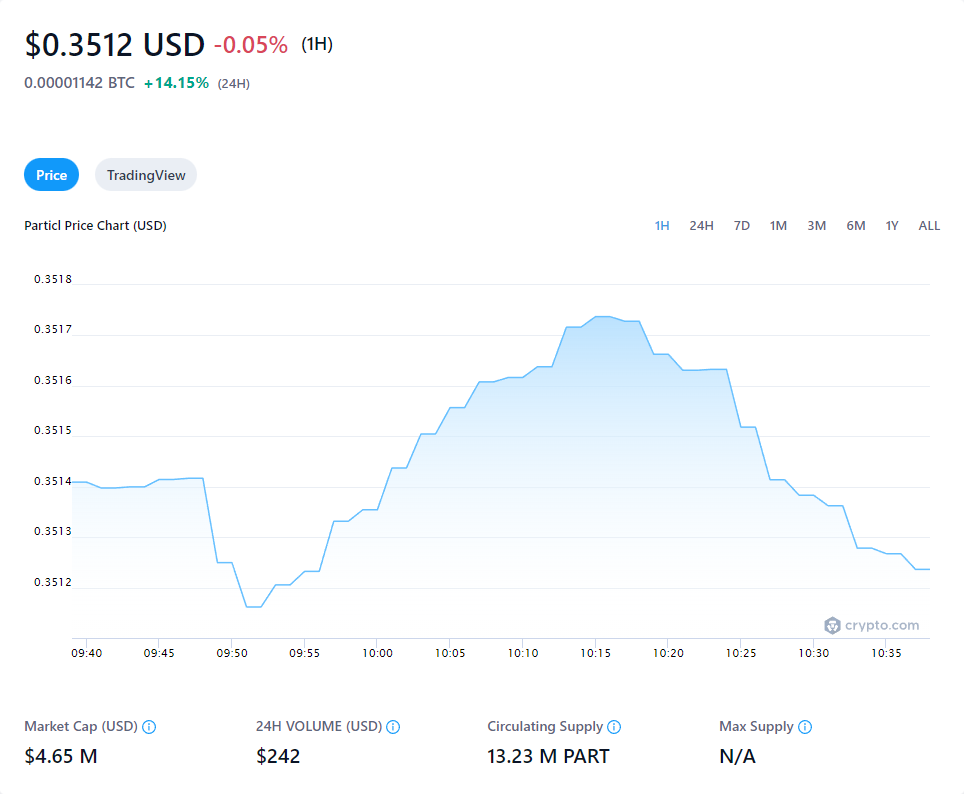 $0.3512 USD -0.05% (1H)
0.00001142 BTC +14.15% (24H)
Price TradingView
Particl Price Chart (USD) 1H 24H 7D 1M 3M 6M 1Y ALL
0.3518
0.3517
0.3516
0.3515
0.3514
0.3513
0.3512
crypto.com
09:40 09:45 09:50 09:55 10:00 10:05 10:10 10:15 10:20 10:25 10:30 10:35
Market Cap (USD) 24H VOLUME (USD) Circulating Supply Max Supply
$4.65 M $242 13.23 M PART N/A